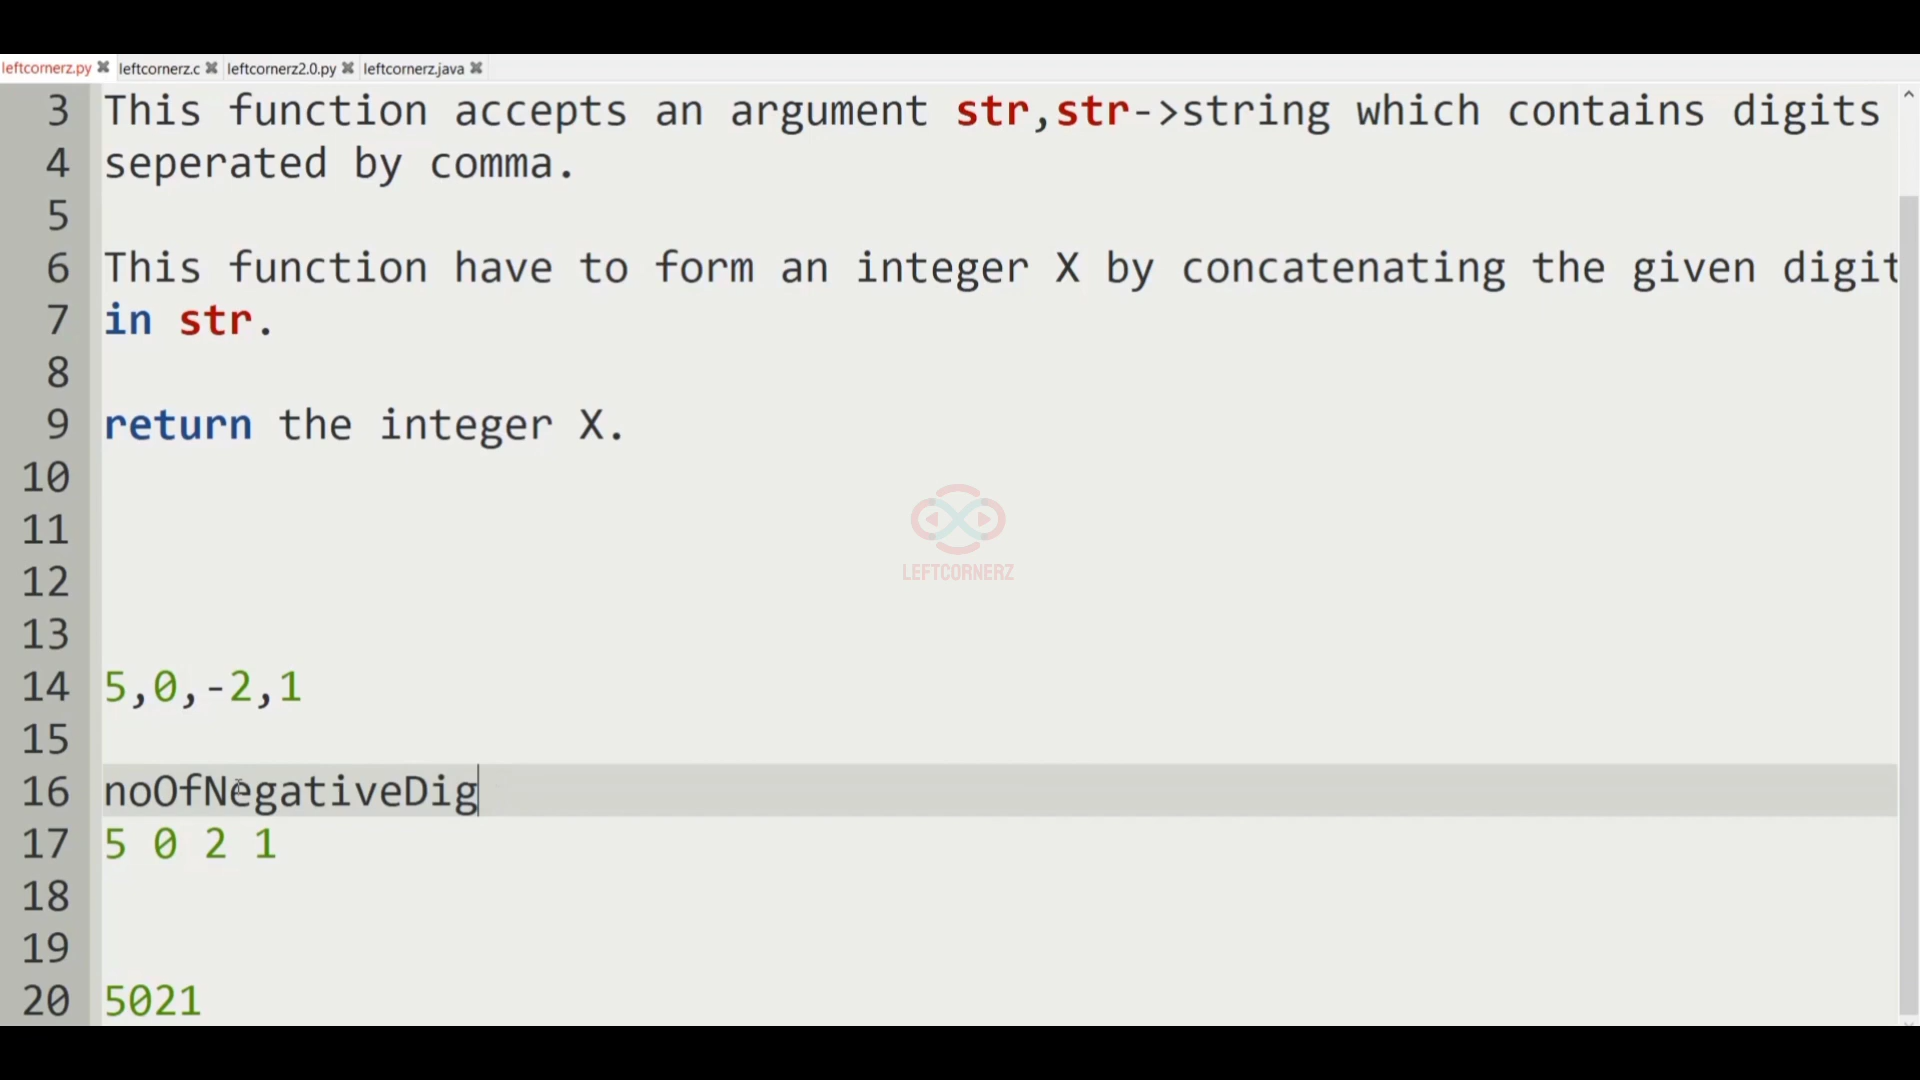 leftcornerz.py leftcornerz.c leftcornerz2.0.py leftcornerz.java
3 This function accepts an argument str,str->string which contains digits
4 seperated by comma.
5
6 This function have to form an integer X by concatenating the given digit
7 in str.
8
9 return the integer X.
10
11
12
13
14 5,0,-2,1
15
16 noOfNegativeDig
17 5 0 2 1
18
19
20 5021
LEFTCORNERZ